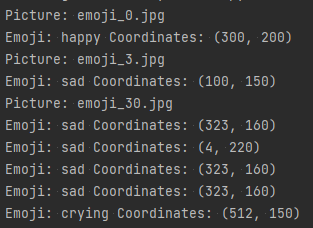 Picture: emoji_0.jpg
Emoji: happy Coordinates: (300, 200)
Picture: emoji_3.jpg
Emoji: sad Coordinates: (100, 150)
Picture: emoji_30.jpg
Emoji: sad Coordinates: (323, 160)
Emoji: sad Coordinates: (4, 220)
Emoji: sad Coordinates: (323, 160)
Emoji: sad Coordinates: (323, 160)
Emoji: crying Coordinates: (512, 150)